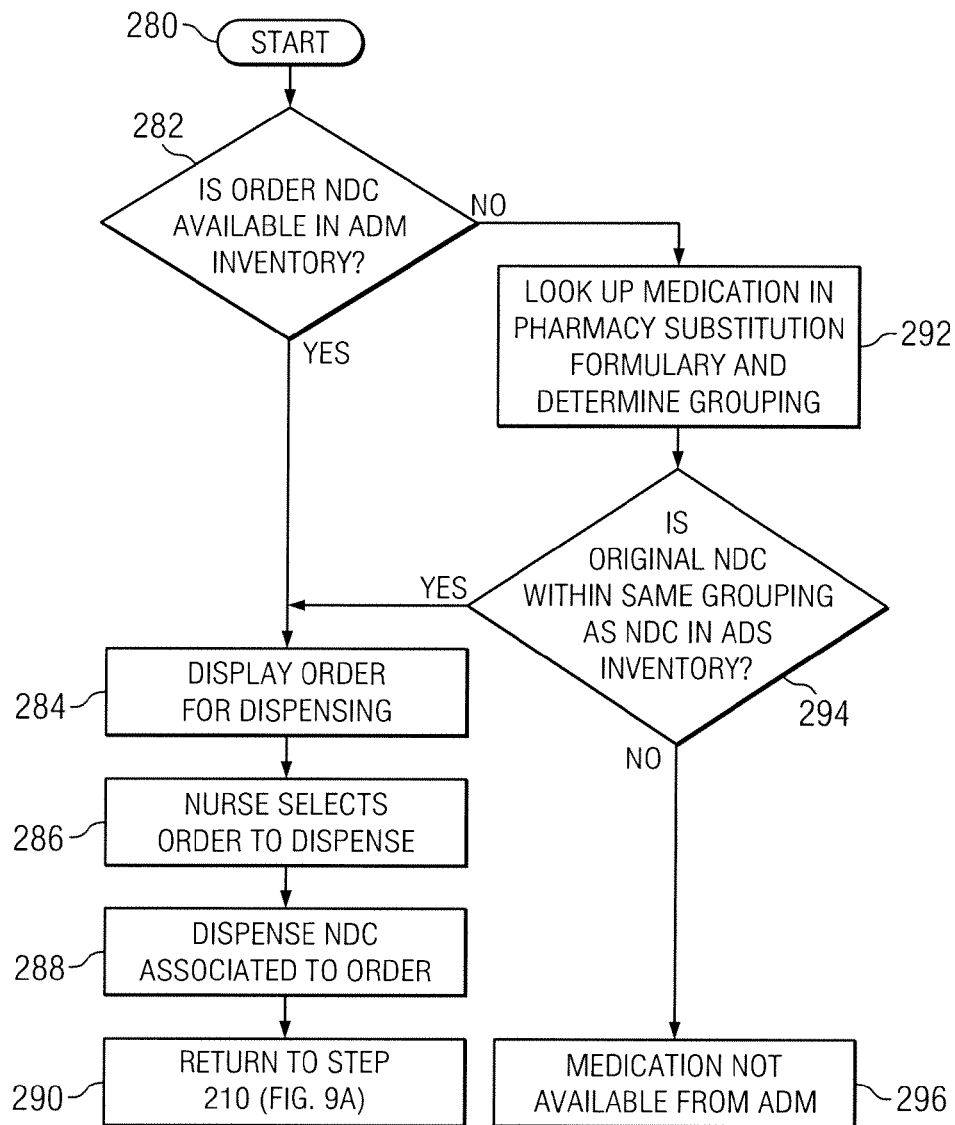 280
START
282
IS ORDER NDC
AVAILABLE IN ADM
INVENTORY?
NO
YES
LOOK UP MEDICATION IN
PHARMACY SUBSTITUTION
FORMULARY AND
DETERMINE GROUPING
292
IS
ORIGINAL NDC
WITHIN SAME GROUPING
AS NDC IN ADS
INVENTORY?
YES
294
NO
284
DISPLAY ORDER
FOR DISPENSING
286
NURSE SELECTS
ORDER TO DISPENSE
288
DISPENSE NDC
ASSOCIATED TO ORDER
290
RETURN TO STEP
210 (FIG. 9A)
MEDICATION NOT
AVAILABLE FROM ADM
296